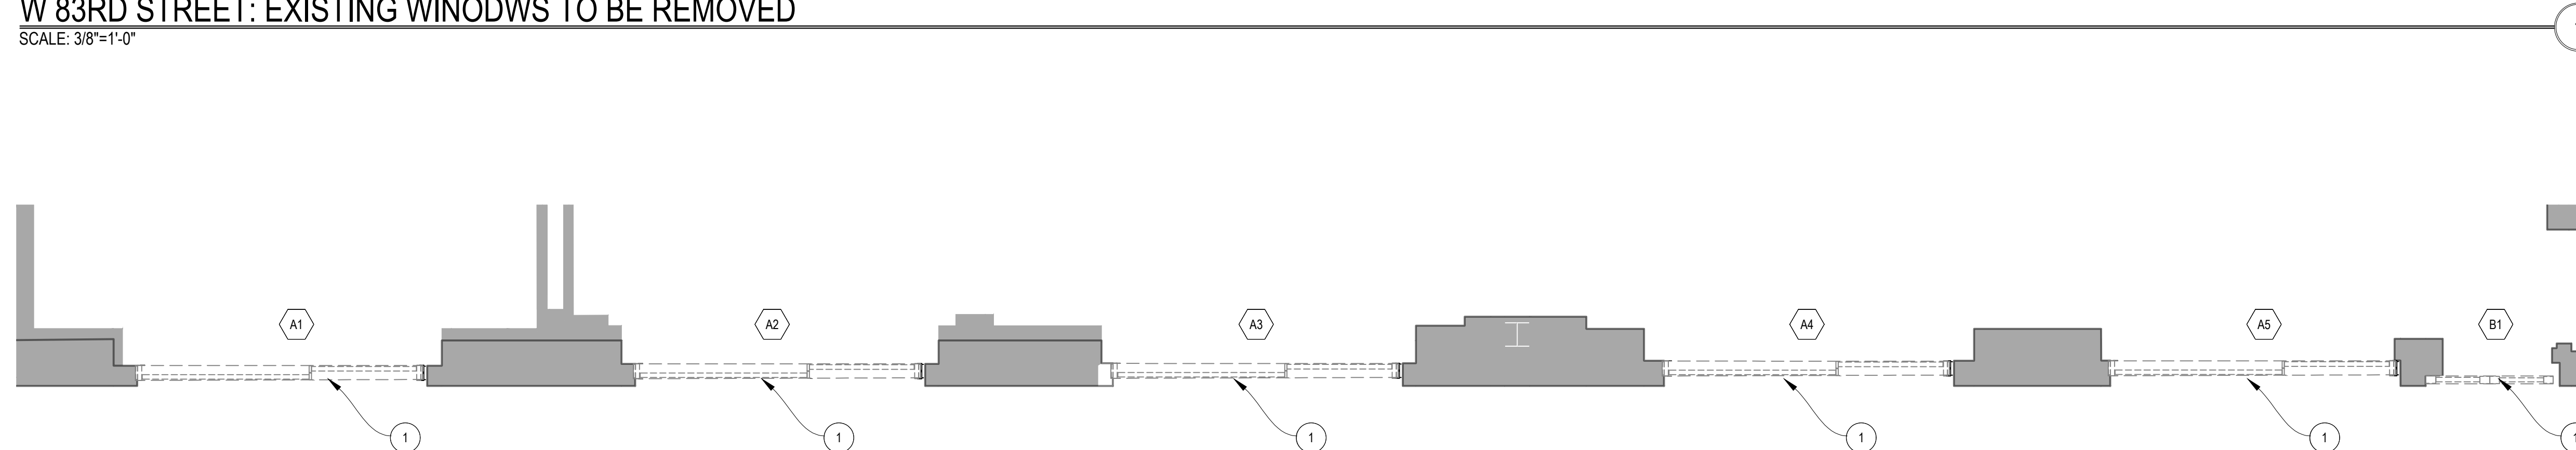 W 83RD STREET: EXISTING WINODWS TO BE REMOVED
SCALE: 3/8"=1'-0"
A1 A2 A3 A4 A5 B1
1 1 1 1 1